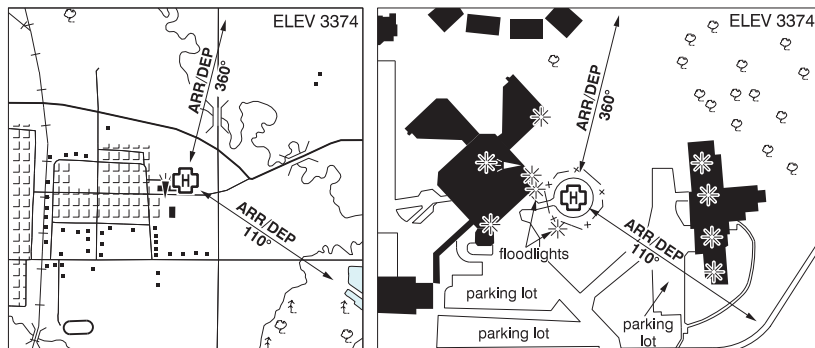 ELEV 3374
ARR/DEP
360°
H
ARR/DEP
110°
ELEV 3374
ARR/DEP
360°
H
ARR/DEP
110°
floodlights
parking lot
parking lot
parking
lot